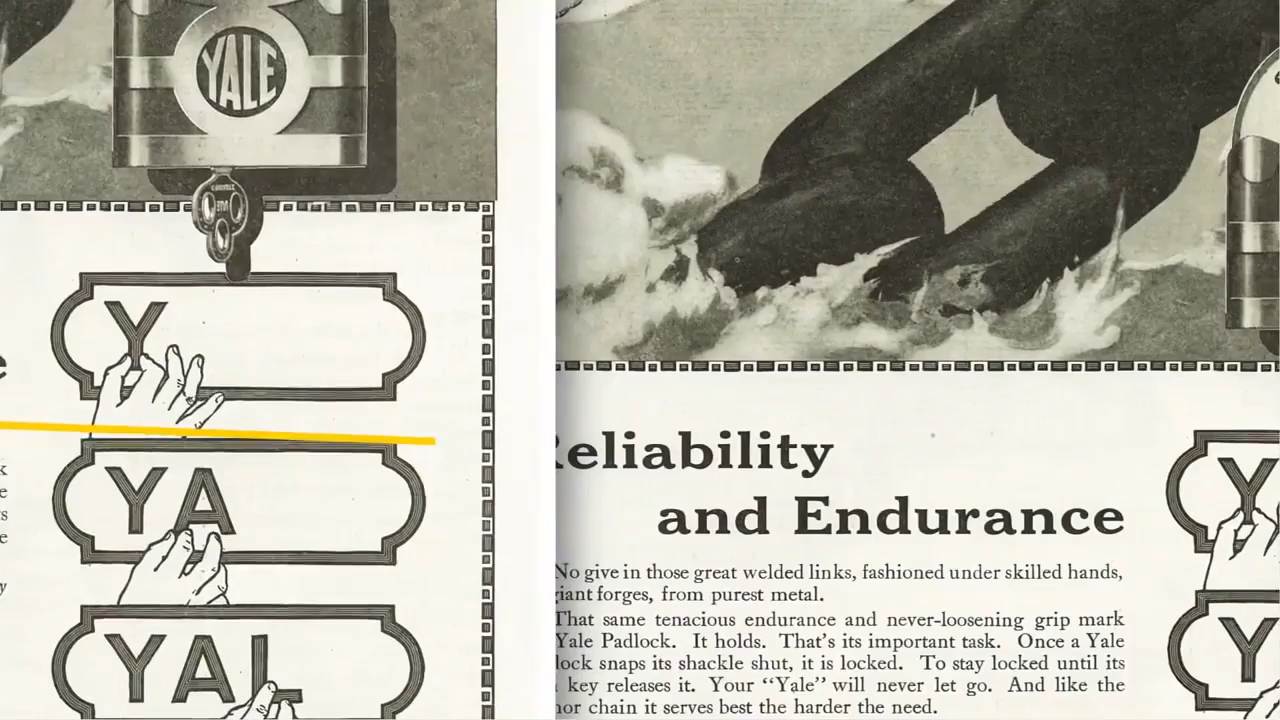 YALE
Y
YA
YAL
k
e
s
e
y
eliability
and Endurance
No give in those great welded links, fashioned under skilled hands,
iant forges, from purest metal.
That same tenacious endurance and never-loosening grip mark
Yale Padlock. It holds. That's its important task. Once a Yale
lock snaps its shackle shut, it is locked. To stay locked until its
key releases it. Your “Yale” will never let go. And like the
hor chain it serves best the harder the need.
Y
Y